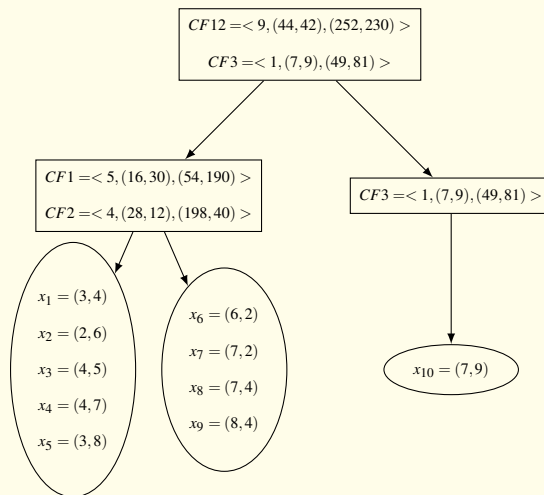 CF12 =< 9, (44, 42), (252, 230) >
CF3 =< 1, (7, 9), (49, 81) >
CF1 =< 5, (16, 30), (54, 190) >
CF2 =< 4, (28, 12), (198, 40) >
CF3 =< 1, (7, 9), (49, 81) >
x₁ = (3, 4)
x₂ = (2, 6)
x₃ = (4, 5)
x₄ = (4, 7)
x₅ = (3, 8)
x₆ = (6, 2)
x₇ = (7, 2)
x₈ = (7, 4)
x₉ = (8, 4)
x₁₀ = (7, 9)